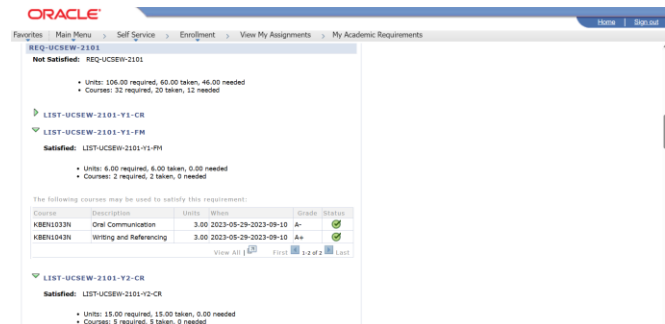 ORACLE
Home | Sign out
Favorites Main Menu > Self Service > Enrollment > View My Assignments > My Academic Requirements
REQ-UCSEW-2101
Not Satisfied: REQ-UCSEW-2101
• Units: 106.00 required, 60.00 taken, 46.00 needed
• Courses: 32 required, 20 taken, 12 needed
LIST-UCSEW-2101-Y1-CR
LIST-UCSEW-2101-Y1-FM
Satisfied: LIST-UCSEW-2101-Y1-FM
• Units: 6.00 required, 6.00 taken, 0.00 needed
• Courses: 2 required, 2 taken, 0 needed
The following courses may be used to satisfy this requirement:
Course Description Units When Grade Status
KBEN1033N Oral Communication 3.00 2023-05-29-2023-09-10 A-
KBEN1043N Writing and Referencing 3.00 2023-05-29-2023-09-10 A+
View All | First 1-2 of 2 Last
LIST-UCSEW-2101-Y2-CR
Satisfied: LIST-UCSEW-2101-Y2-CR
• Units: 15.00 required, 15.00 taken, 0.00 needed
• Courses: 5 required, 5 taken, 0 needed